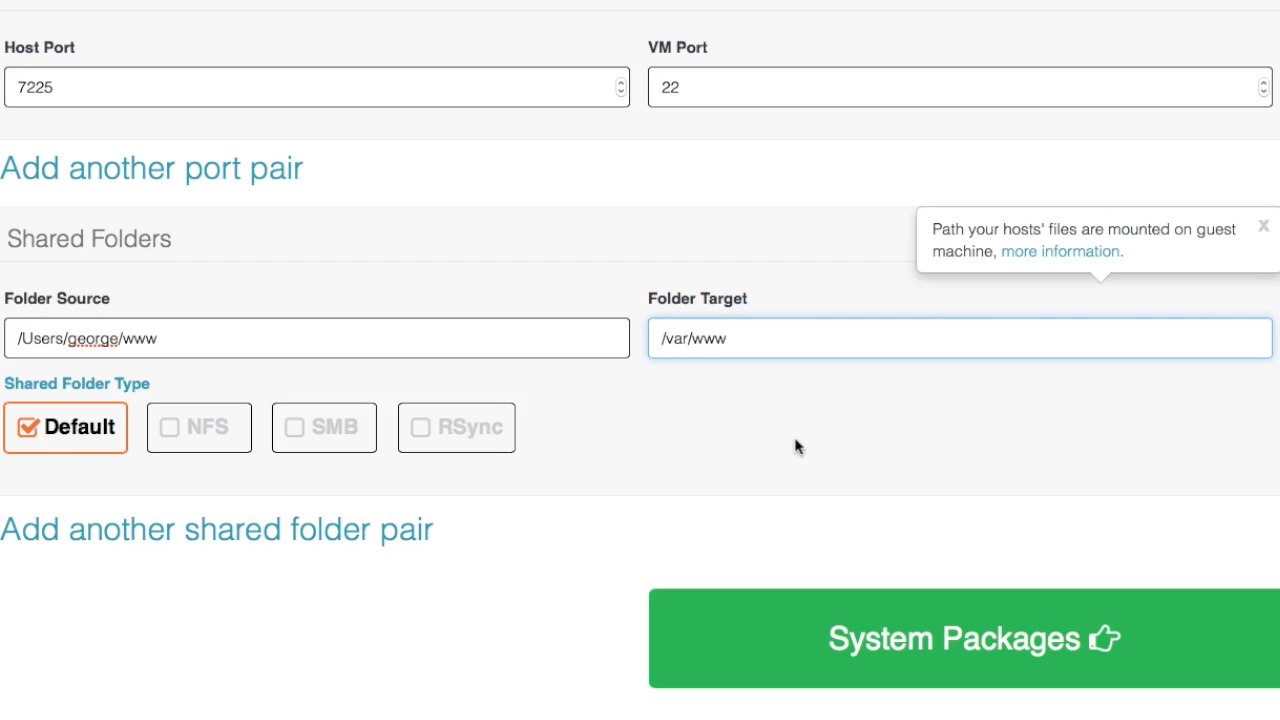 Host Port
VM Port
7225
22
Add another port pair
Shared Folders
Path your hosts' files are mounted on guest
machine, more information.
x
Folder Source
Folder Target
/Users/george/www
/var/www
Shared Folder Type
Default
NFS
SMB
RSync
Add another shared folder pair
System Packages